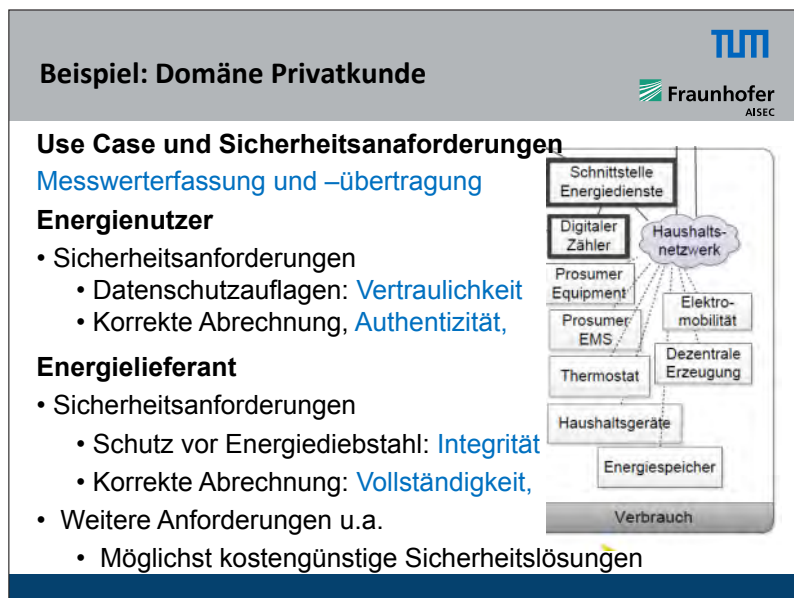 TUM
Beispiel: Domäne Privatkunde
Fraunhofer
AISEC
Use Case und Sicherheitsanaforderungen
Messwerterfassung und –übertragung
Energienutzer
• Sicherheitsanforderungen
• Datenschutzauflagen: Vertraulichkeit
• Korrekte Abrechnung, Authentizität,
Energielieferant
• Sicherheitsanforderungen
• Schutz vor Energiediebstahl: Integrität
• Korrekte Abrechnung: Vollständigkeit,
• Weitere Anforderungen u.a.
• Möglichst kostengünstige Sicherheitslösungen
Schnittstelle
Energiedienste
Digitaler
Zähler
Haushalts-
netzwerk
Prosumer
Equipment
Elektro-
mobilität
Prosumer
EMS
Dezentrale
Erzeugung
Thermostat
Haushaltsgeräte
Energiespeicher
Verbrauch